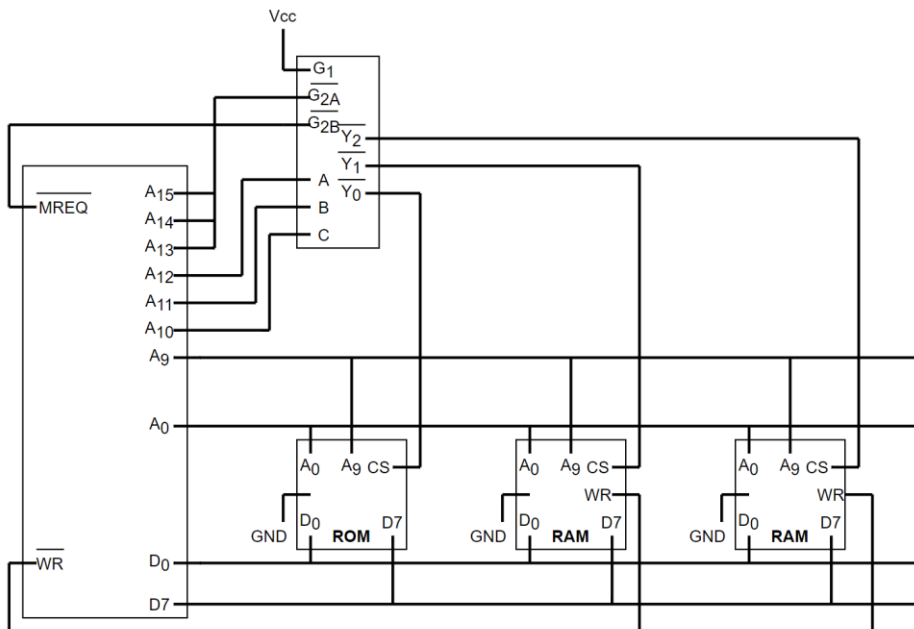 Vcc
G1
G2A
G2B
Y2
Y1
A
Y0
B
C
MREQ
A15
A14
A13
A12
A11
A10
A9
A0
A0 A9 CS
A0 A9 CS
A0 A9 CS
WR
WR
GND
D0 D7
ROM
GND
D0 D7
RAM
GND
D0 D7
RAM
WR
D0
D7